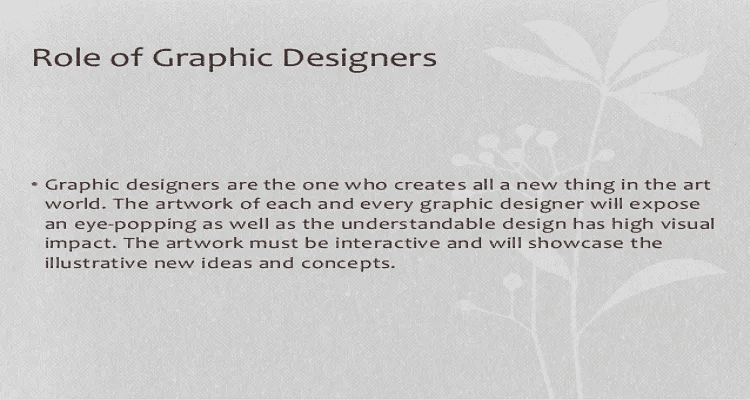 Role of Graphic Designers
• Graphic designers are the one who creates all a new thing in the art
world. The artwork of each and every graphic designer will expose
an eye-popping as well as the understandable design has high visual
impact. The artwork must be interactive and will showcase the
illustrative new ideas and concepts.